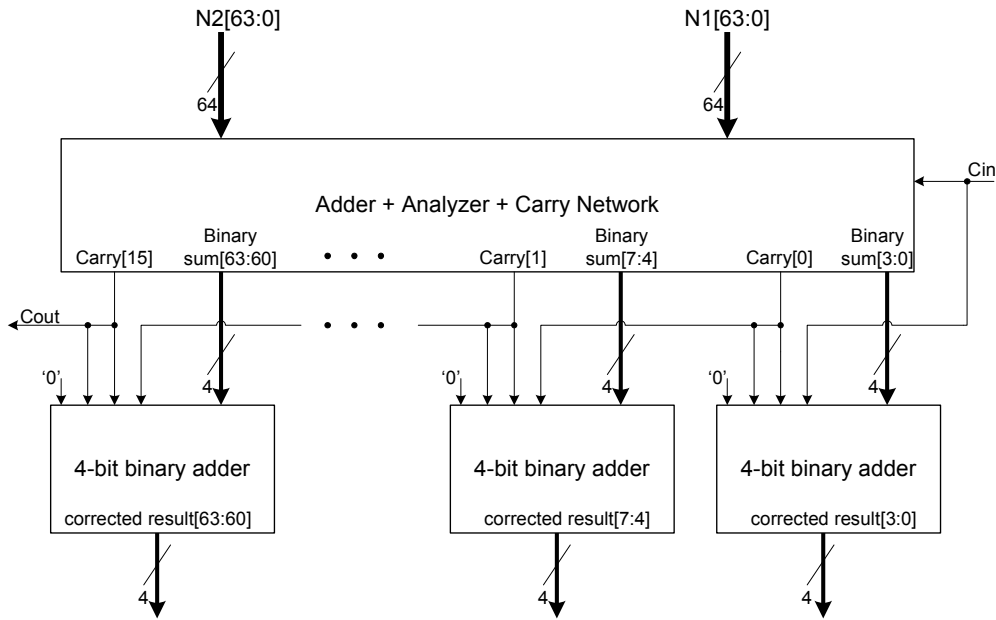 N2[63:0] N1[63:0]
64 64
Cin
Adder + Analyzer + Carry Network
Binary Binary Binary
Carry[15] sum[63:60] • • • Carry[1] sum[7:4] Carry[0] sum[3:0]
Cout • • •
‘0’ 4 ‘0’ 4 ‘0’ 4
4-bit binary adder 4-bit binary adder 4-bit binary adder
corrected result[63:60] corrected result[7:4] corrected result[3:0]
4 4 4